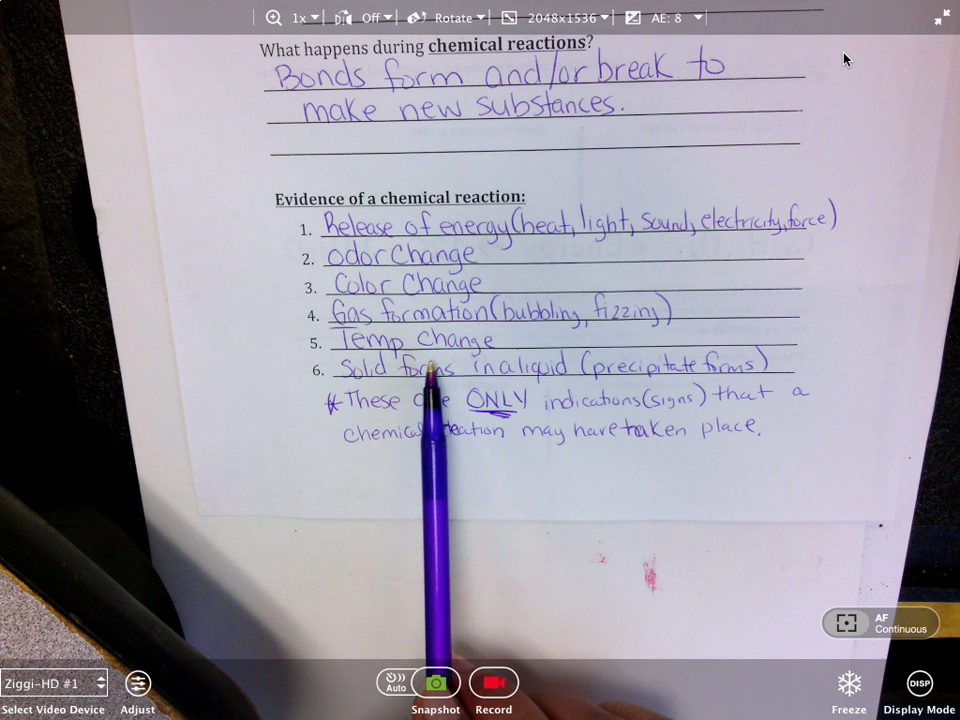 1x Off Rotate 2048x1536 AE: 8
What happens during chemical reactions?
Bonds form and/or break to
make new substances.
Evidence of a chemical reaction:
1. Release of energy (heat, light, sound, electricity, force)
2. Odor Change
3. Color Change
4. Gas formation (bubbling, fizzing)
5. Temp change
6. Solid forms in a liquid (precipitate forms)
* These ONLY indications (signs) that a
chemical may have taken place.
AF
Continuous
Ziggi-HD #1
Auto
DISP
Select Video Device Adjust Snapshot Record Freeze Display Mode